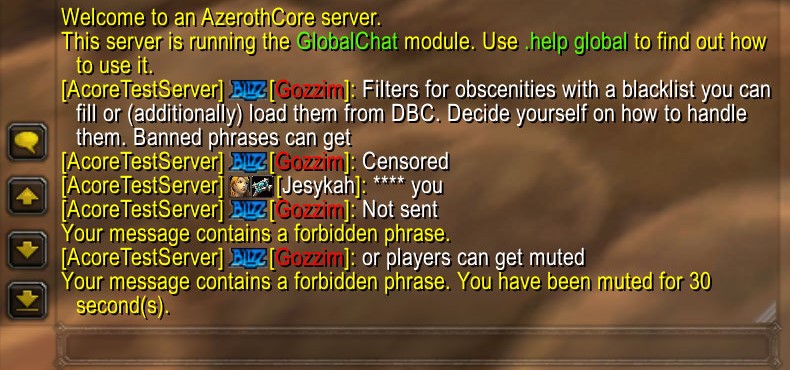 Welcome to an AzerothCore server.
This server is running the GlobalChat module. Use .help global to find out how
to use it.
[AcoreTestServer] BLIZZ [Gozzim]: Filters for obscenities with a blacklist you can
fill or (additionally) load them from DBC. Decide yourself on how to handle
them. Banned phrases can get
[AcoreTestServer] BLIZZ [Gozzim]: Censored
[AcoreTestServer] [Jesykah]: **** you
[AcoreTestServer] BLIZZ [Gozzim]: Not sent
Your message contains a forbidden phrase.
[AcoreTestServer] BLIZZ [Gozzim]: or players can get muted
Your message contains a forbidden phrase. You have been muted for 30
second(s).